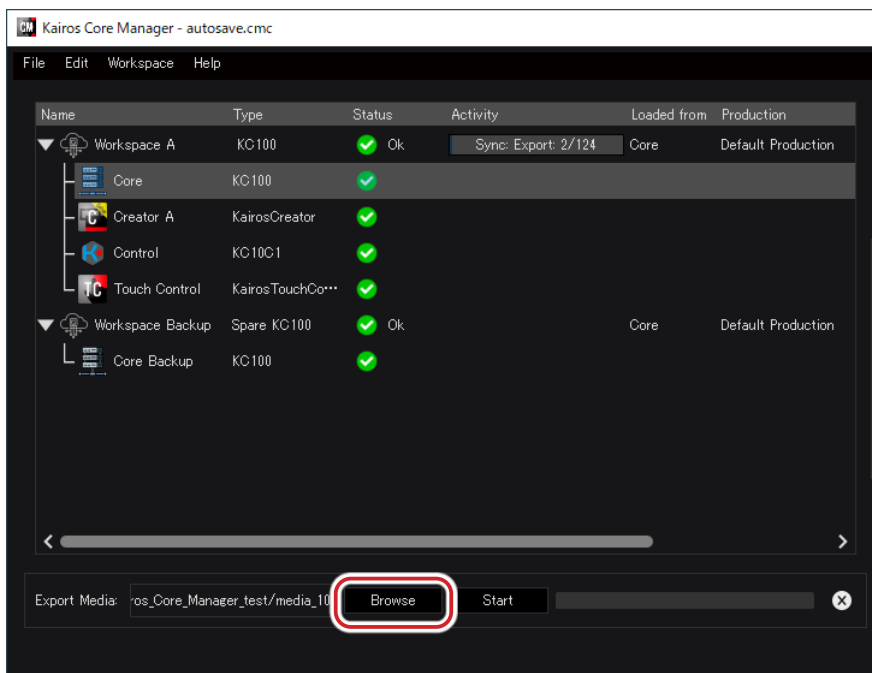 CM Kairos Core Manager - autosave.cmc
File Edit Workspace Help
Name Type Status Activity Loaded from Production
Workspace A KC100 Ok Sync: Export: 2/124 Core Default Production
Core KC100
C Creator A KairosCreator
Control KC10C1
TC Touch Control KairosTouchCo···
Workspace Backup Spare KC100 Ok Core Default Production
Core Backup KC100
Export Media: ros_Core_Manager_test/media_10 Browse Start